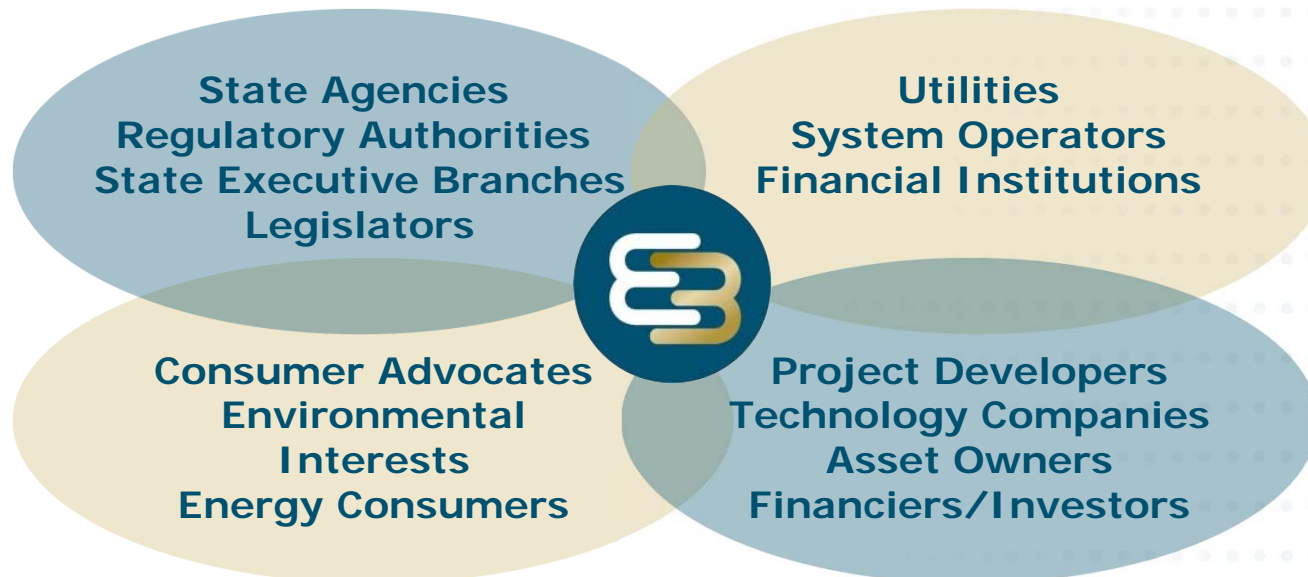 State Agencies
Regulatory Authorities
State Executive Branches
Legislators
Utilities
System Operators
Financial Institutions
Consumer Advocates
Environmental
Interests
Energy Consumers
Project Developers
Technology Companies
Asset Owners
Financiers/Investors